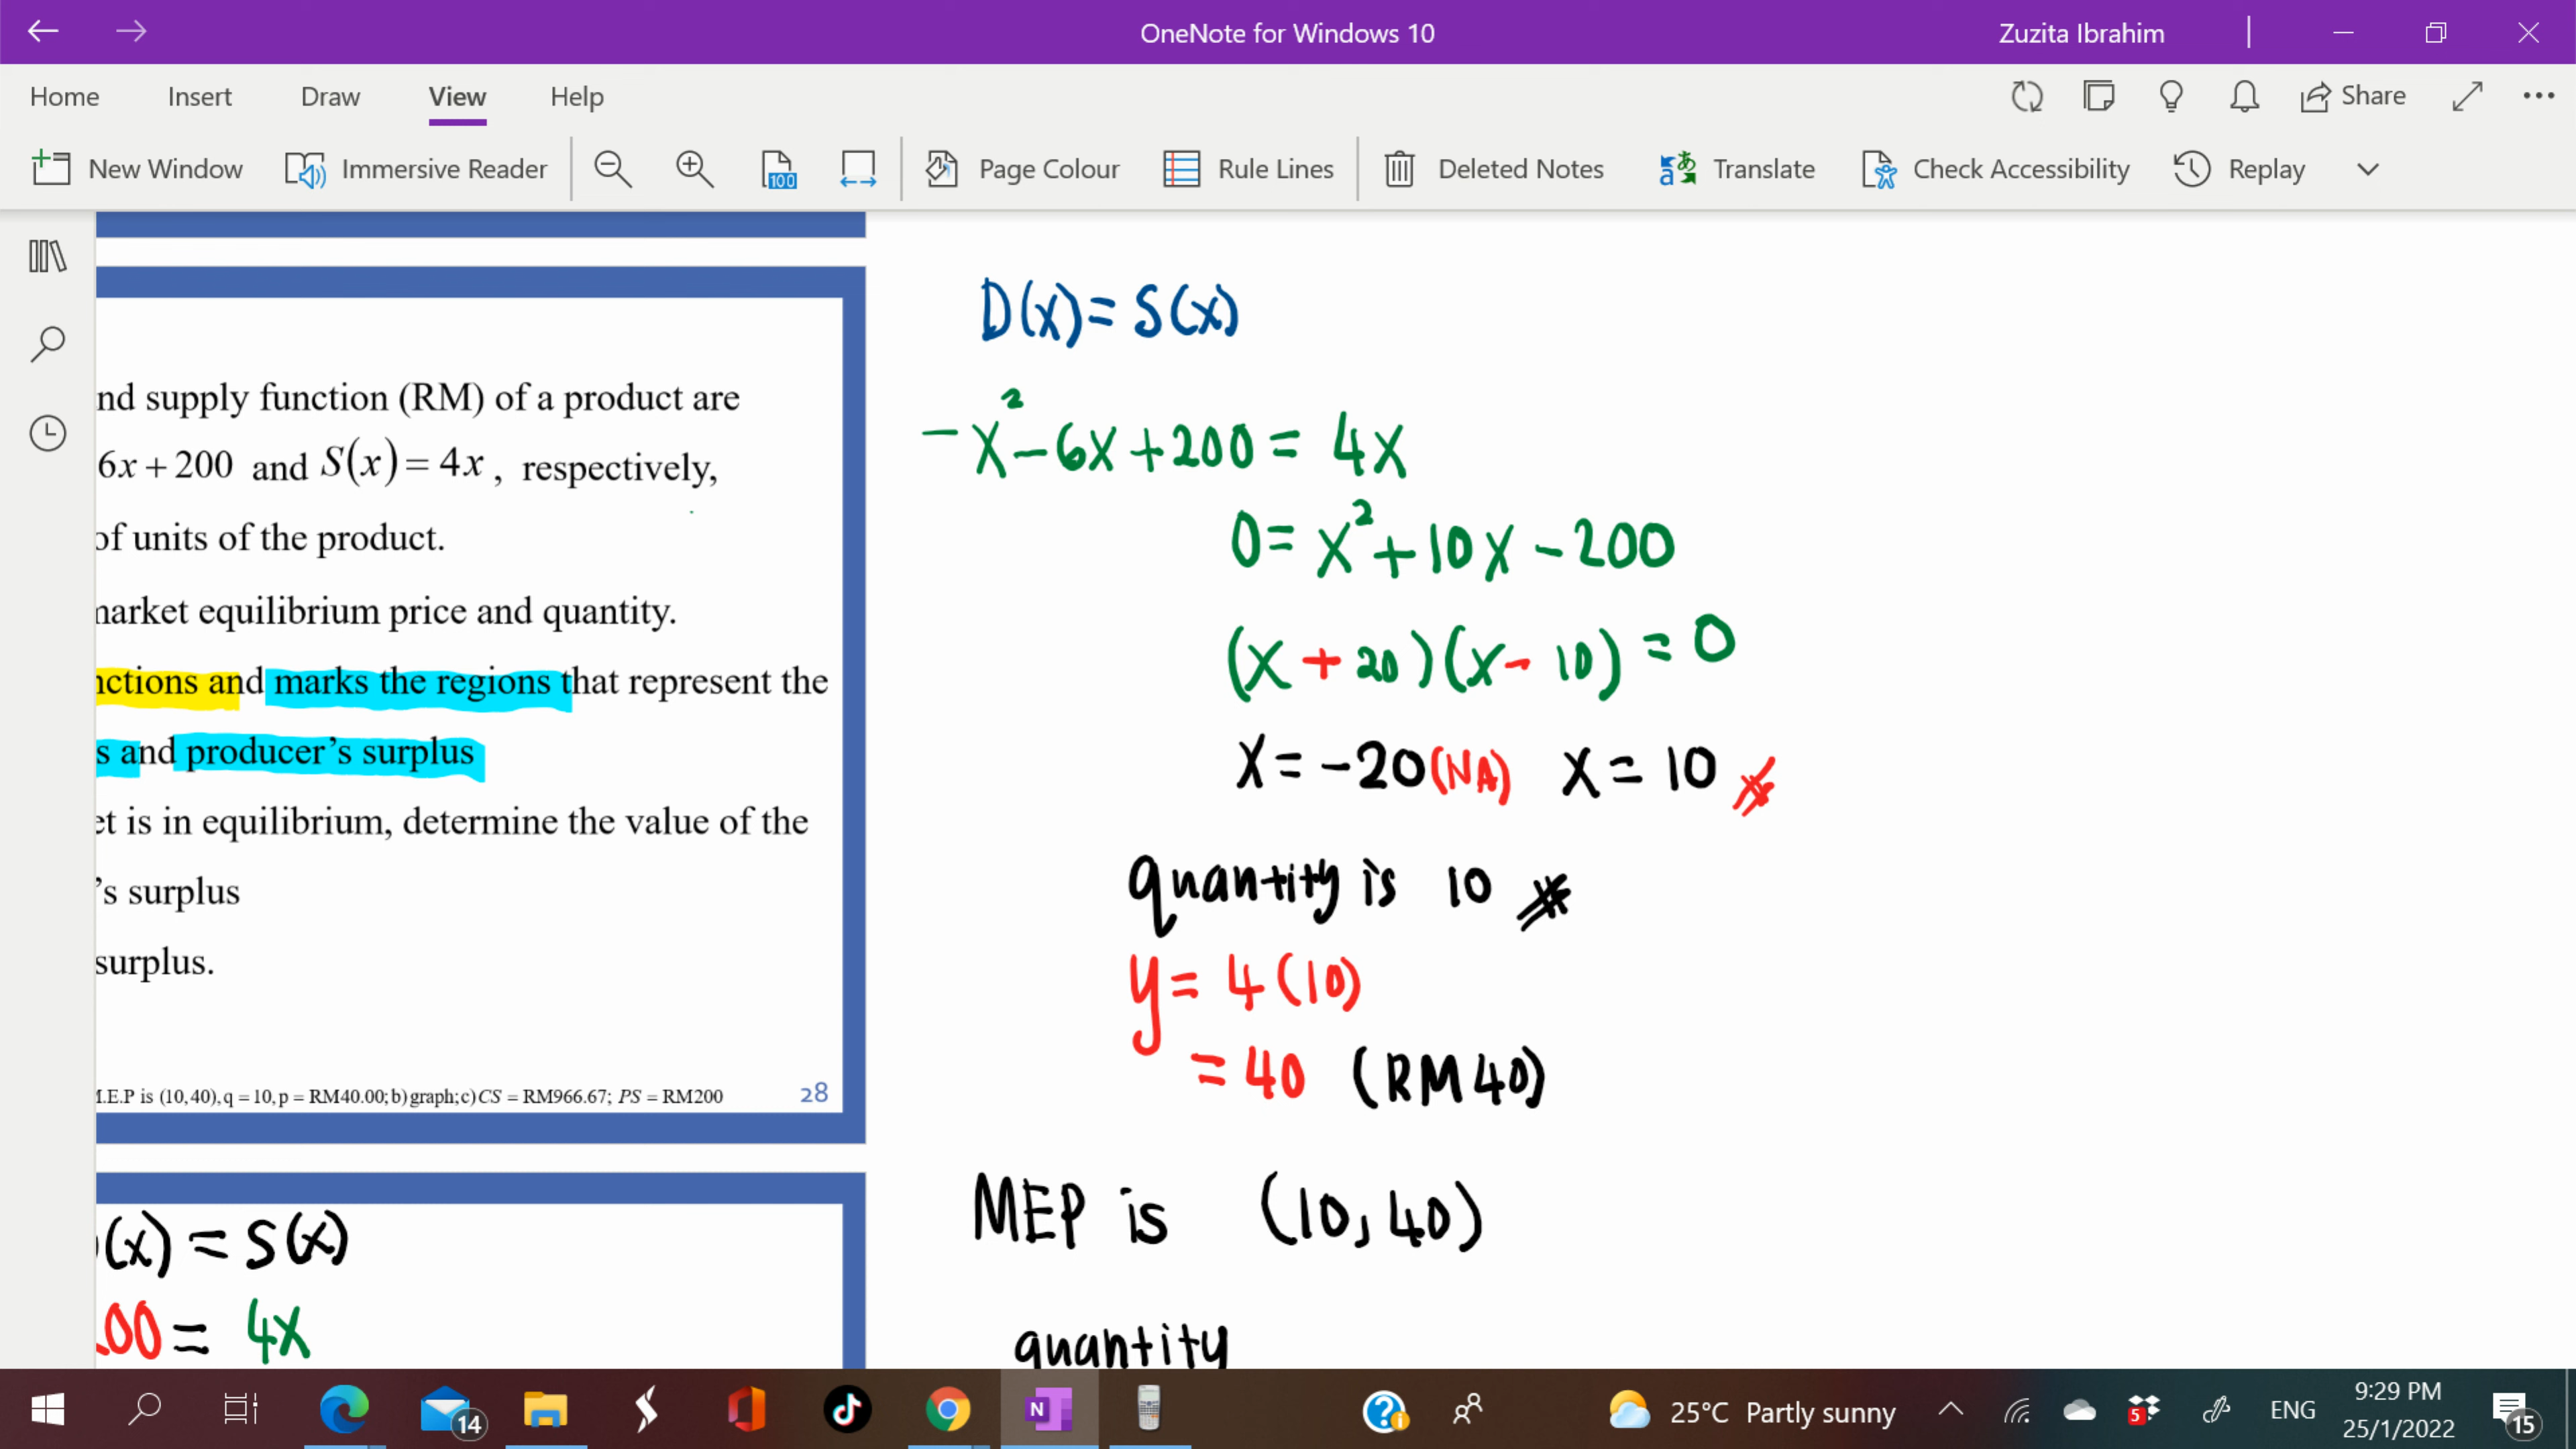 OneNote for Windows 10
Zuzita Ibrahim
Home Insert Draw View Help
Share
New Window Immersive Reader 100 Page Colour Rule Lines Deleted Notes Translate Check Accessibility Replay
nd supply function (RM) of a product are
6x + 200 and S(x) = 4x , respectively,
of units of the product.
market equilibrium price and quantity.
nctions and marks the regions that represent the
s and producer's surplus
et is in equilibrium, determine the value of the
's surplus
surplus.
M.E.P is (10,40), q = 10, p = RM40.00; b) graph; c) CS = RM966.67; PS = RM200
28
(x) = S(x)
00 = 4x
D(x) = S(x)
-x² - 6x + 200 = 4x
0 = x² + 10x - 200
(x + 20)(x - 10) = 0
x = -20 (NA) x = 10
quantity is 10
y = 4(10)
= 40 (RM40)
MEP is (10, 40)
quantity
14
N
25°C Partly sunny
5
ENG
9:29 PM
25/1/2022
15